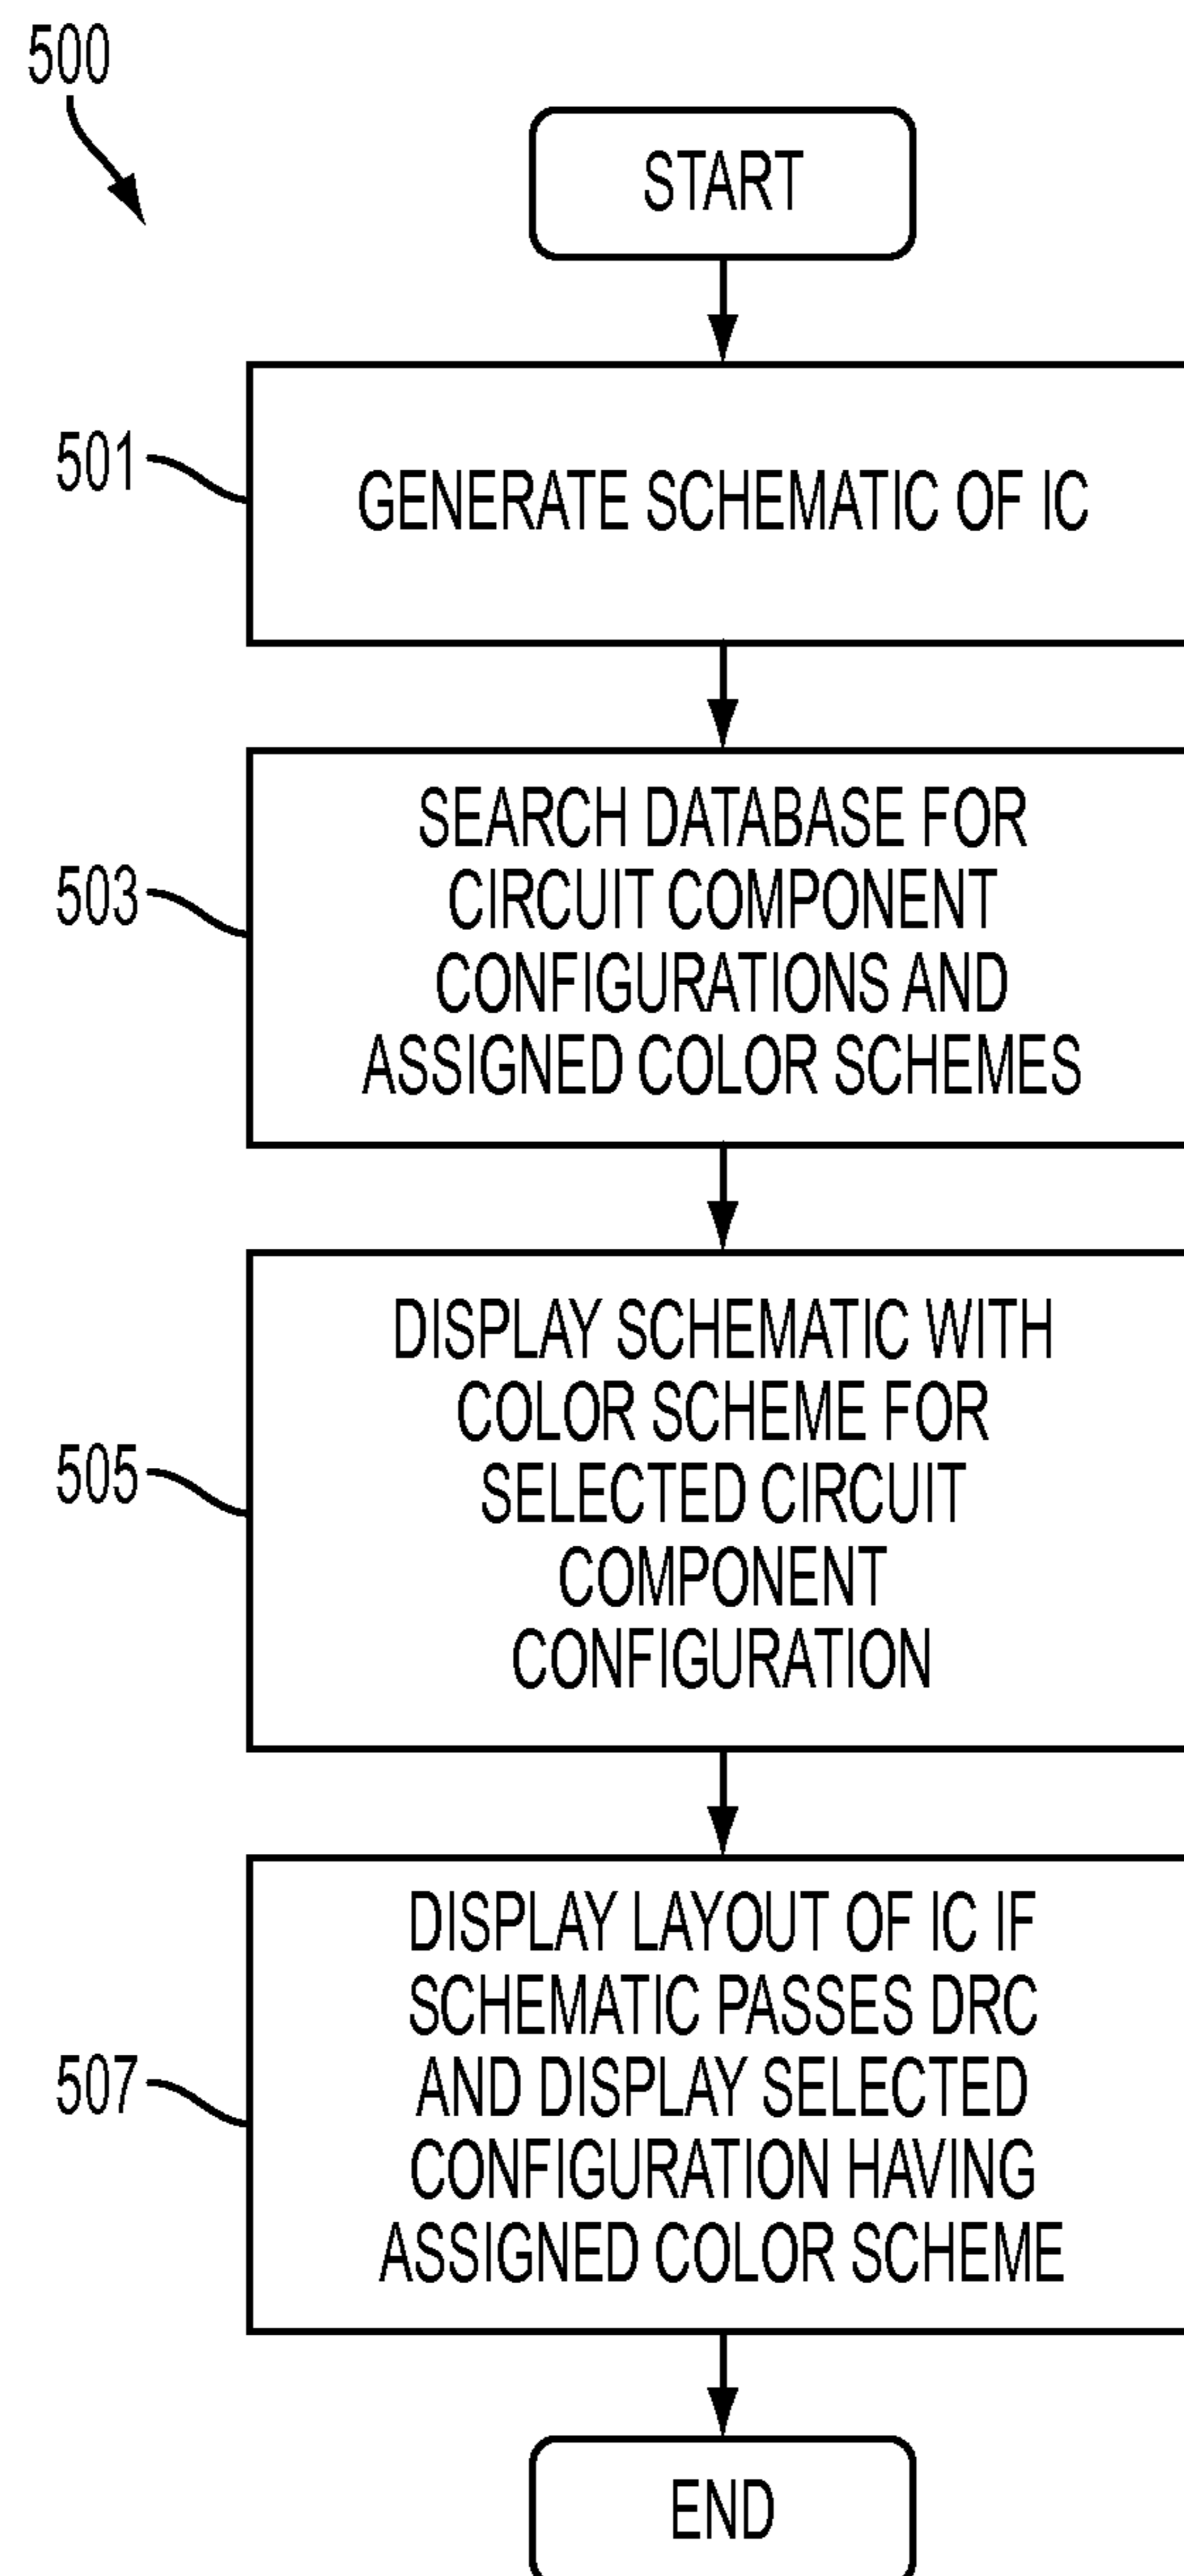 500
START
501
GENERATE SCHEMATIC OF IC
503
SEARCH DATABASE FOR
CIRCUIT COMPONENT
CONFIGURATIONS AND
ASSIGNED COLOR SCHEMES
505
DISPLAY SCHEMATIC WITH
COLOR SCHEME FOR
SELECTED CIRCUIT
COMPONENT
CONFIGURATION
507
DISPLAY LAYOUT OF IC IF
SCHEMATIC PASSES DRC
AND DISPLAY SELECTED
CONFIGURATION HAVING
ASSIGNED COLOR SCHEME
END